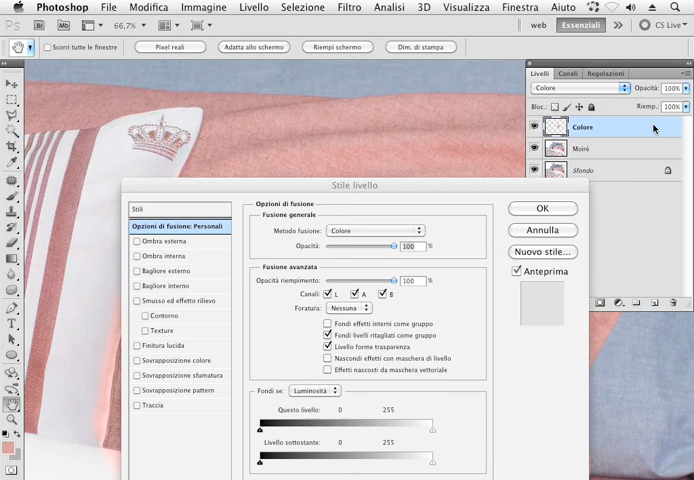 Photoshop File Modifica Immagine Livello Selezione Filtro Analisi 3D Visualizza Finestra Aiuto
Ps Br Mb 66,7% web Essenziali CS Live
Scorri tutte le finestre Pixel reali Adatta allo schermo Riempi schermo Dim. di stampa
Livelli Canali Regolazioni
Colore Opacità: 100%
Bloc.: Riemp.: 100%
Colore
Moiré
Sfondo
Stile livello
Stili
Opzioni di fusione: Personali
Ombra esterna
Ombra interna
Bagliore esterno
Bagliore interno
Smusso ed effetto rilievo
Contorno
Texture
Finitura lucida
Sovrapposizione colore
Sovrapposizione sfumatura
Sovrapposizione pattern
Traccia
Opzioni di fusione
Fusione generale
Metodo fusione: Colore
Opacità: 100 %
Fusione avanzata
Opacità riempimento: 100 %
Canali: L A B
Foratura: Nessuna
Fondi effetti interni come gruppo
Fondi livelli ritagliati come gruppo
Livello forme trasparenza
Nascondi effetti con maschera di livello
Effetti nascosti da maschera vettoriale
Fondi se: Luminosità
Questo livello: 0 255
Livello sottostante: 0 255
OK
Annulla
Nuovo stile...
Anteprima